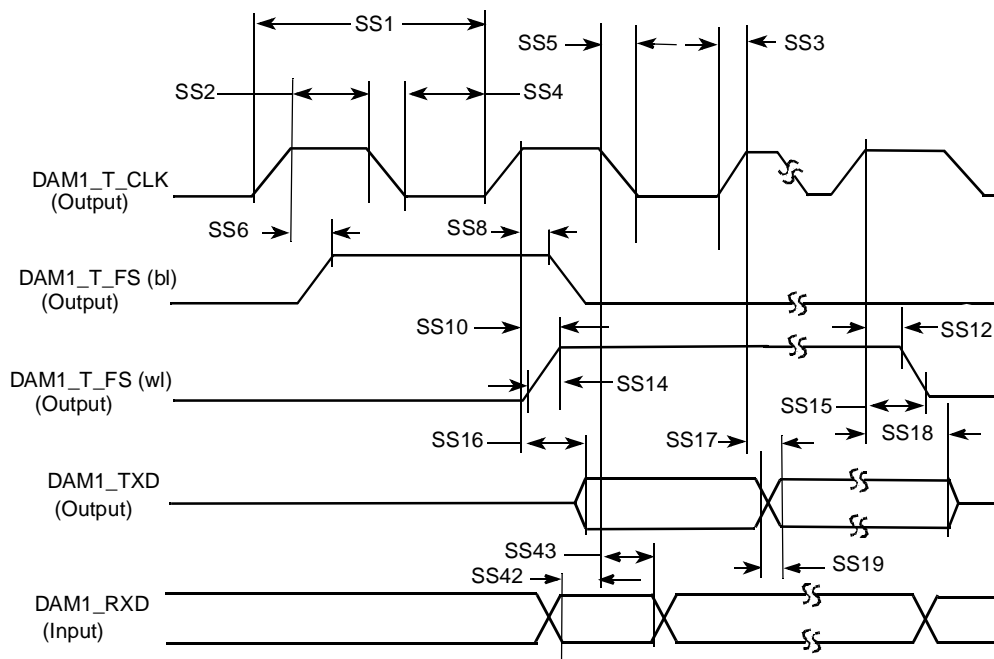 SS1
SS5
SS3
SS2
SS4
DAM1_T_CLK
(Output)
SS6
SS8
DAM1_T_FS (bl)
(Output)
SS10
SS12
DAM1_T_FS (wl)
(Output)
SS14
SS15
SS16
SS17
SS18
DAM1_TXD
(Output)
SS43
SS42
SS19
DAM1_RXD
(Input)